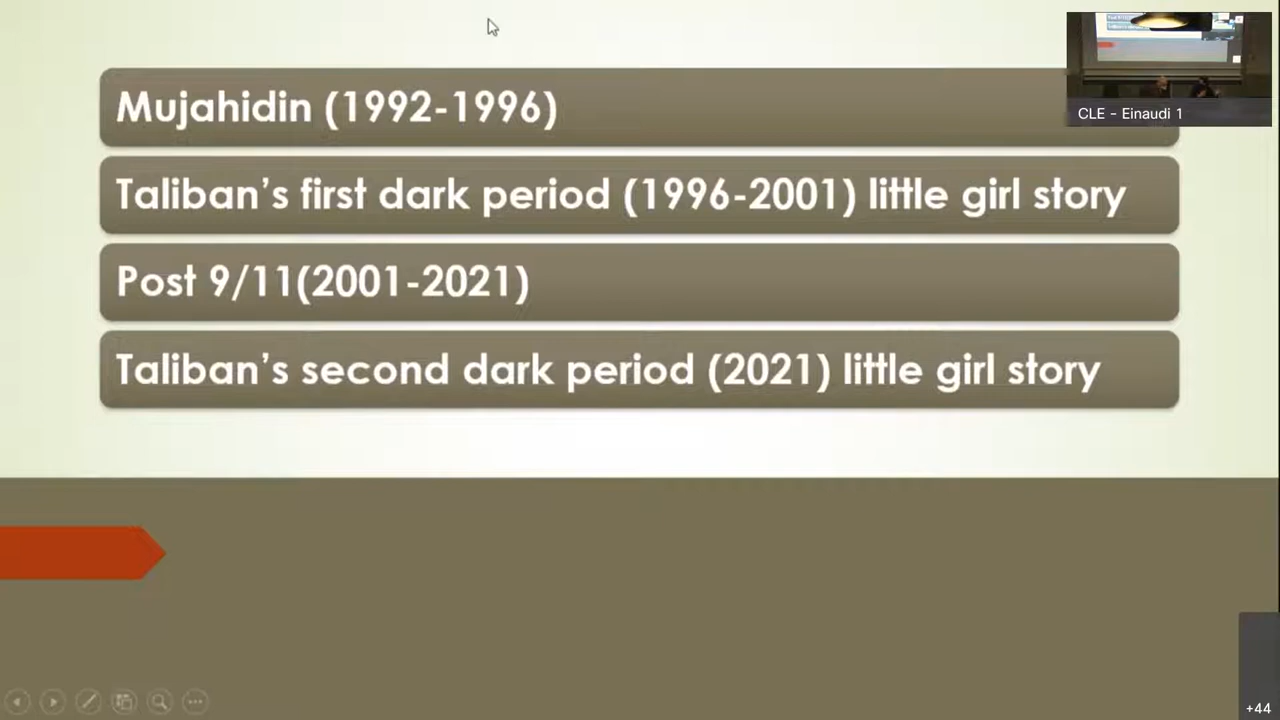 Mujahidin (1992-1996)
CLE - Einaudi 1
Taliban's first dark period (1996-2001) little girl story
Post 9/11(2001-2021)
Taliban's second dark period (2021) little girl story
+44